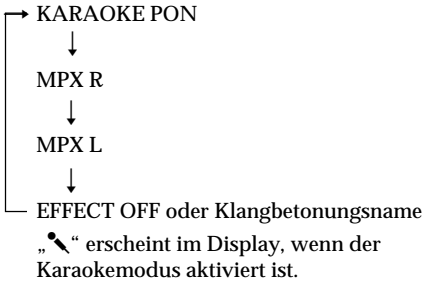 KARAOKE PON
MPX R
MPX L
EFFECT OFF oder Klangbetonungsname
„“ erscheint im Display, wenn der
Karaokemodus aktiviert ist.